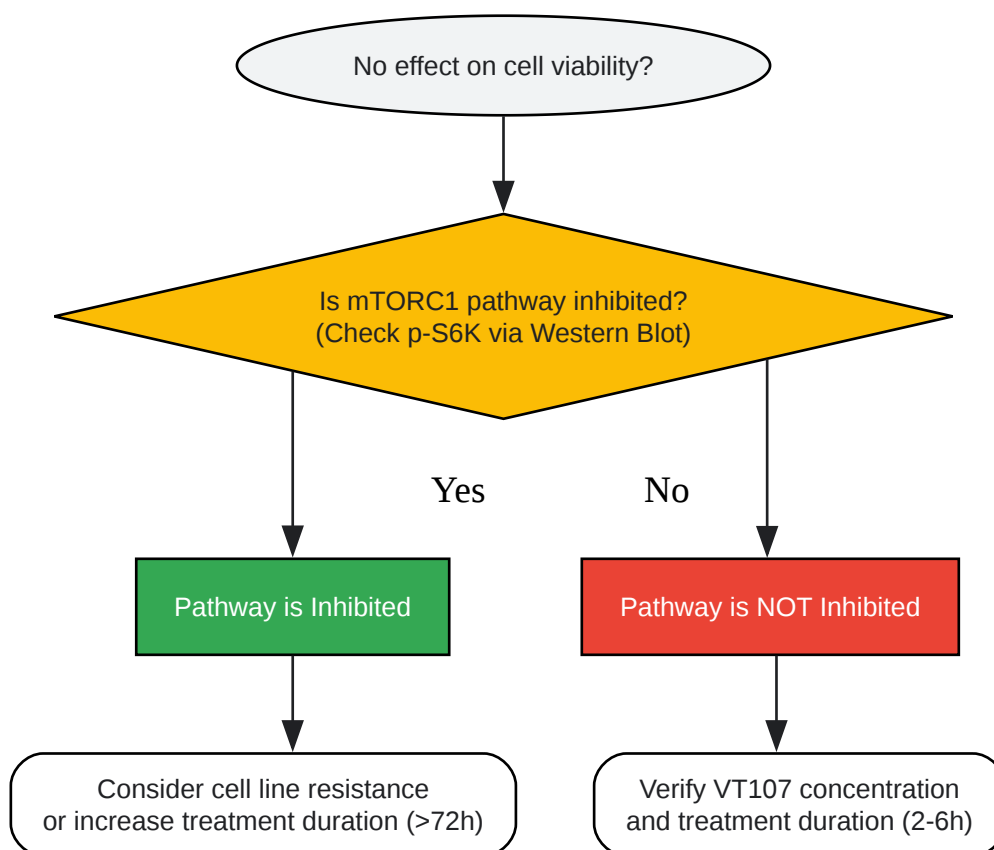 No effect on cell viability?
Is mTORC1 pathway inhibited?
(Check p-S6K via Western Blot)
Yes
No
Pathway is Inhibited
Pathway is NOT Inhibited
Consider cell line resistance
or increase treatment duration (>72h)
Verify VT107 concentration
and treatment duration (2-6h)